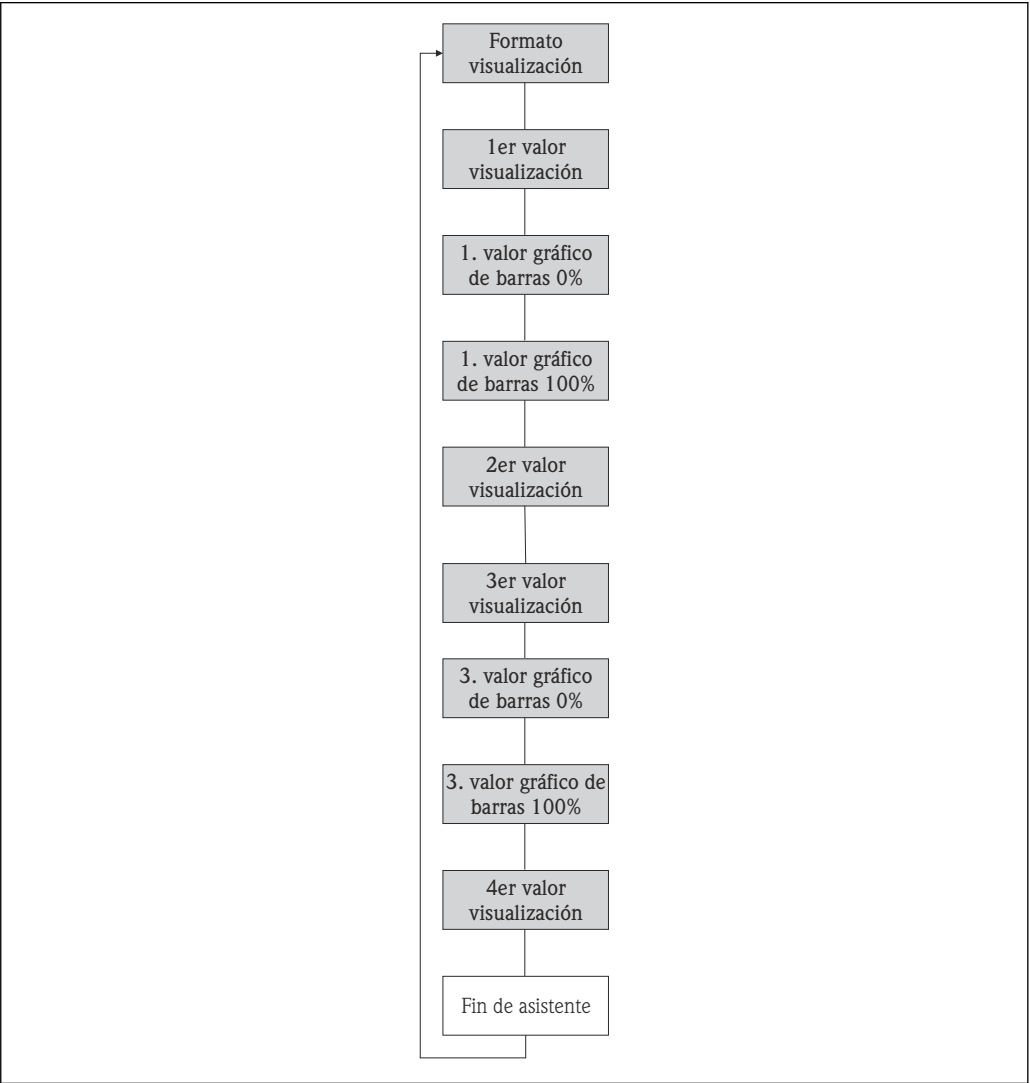 Formato
visualización
1er valor
visualización
1. valor gráfico
de barras 0%
1. valor gráfico
de barras 100%
2er valor
visualización
3er valor
visualización
3. valor gráfico
de barras 0%
3. valor gráfico de
barras 100%
4er valor
visualización
Fin de asistente